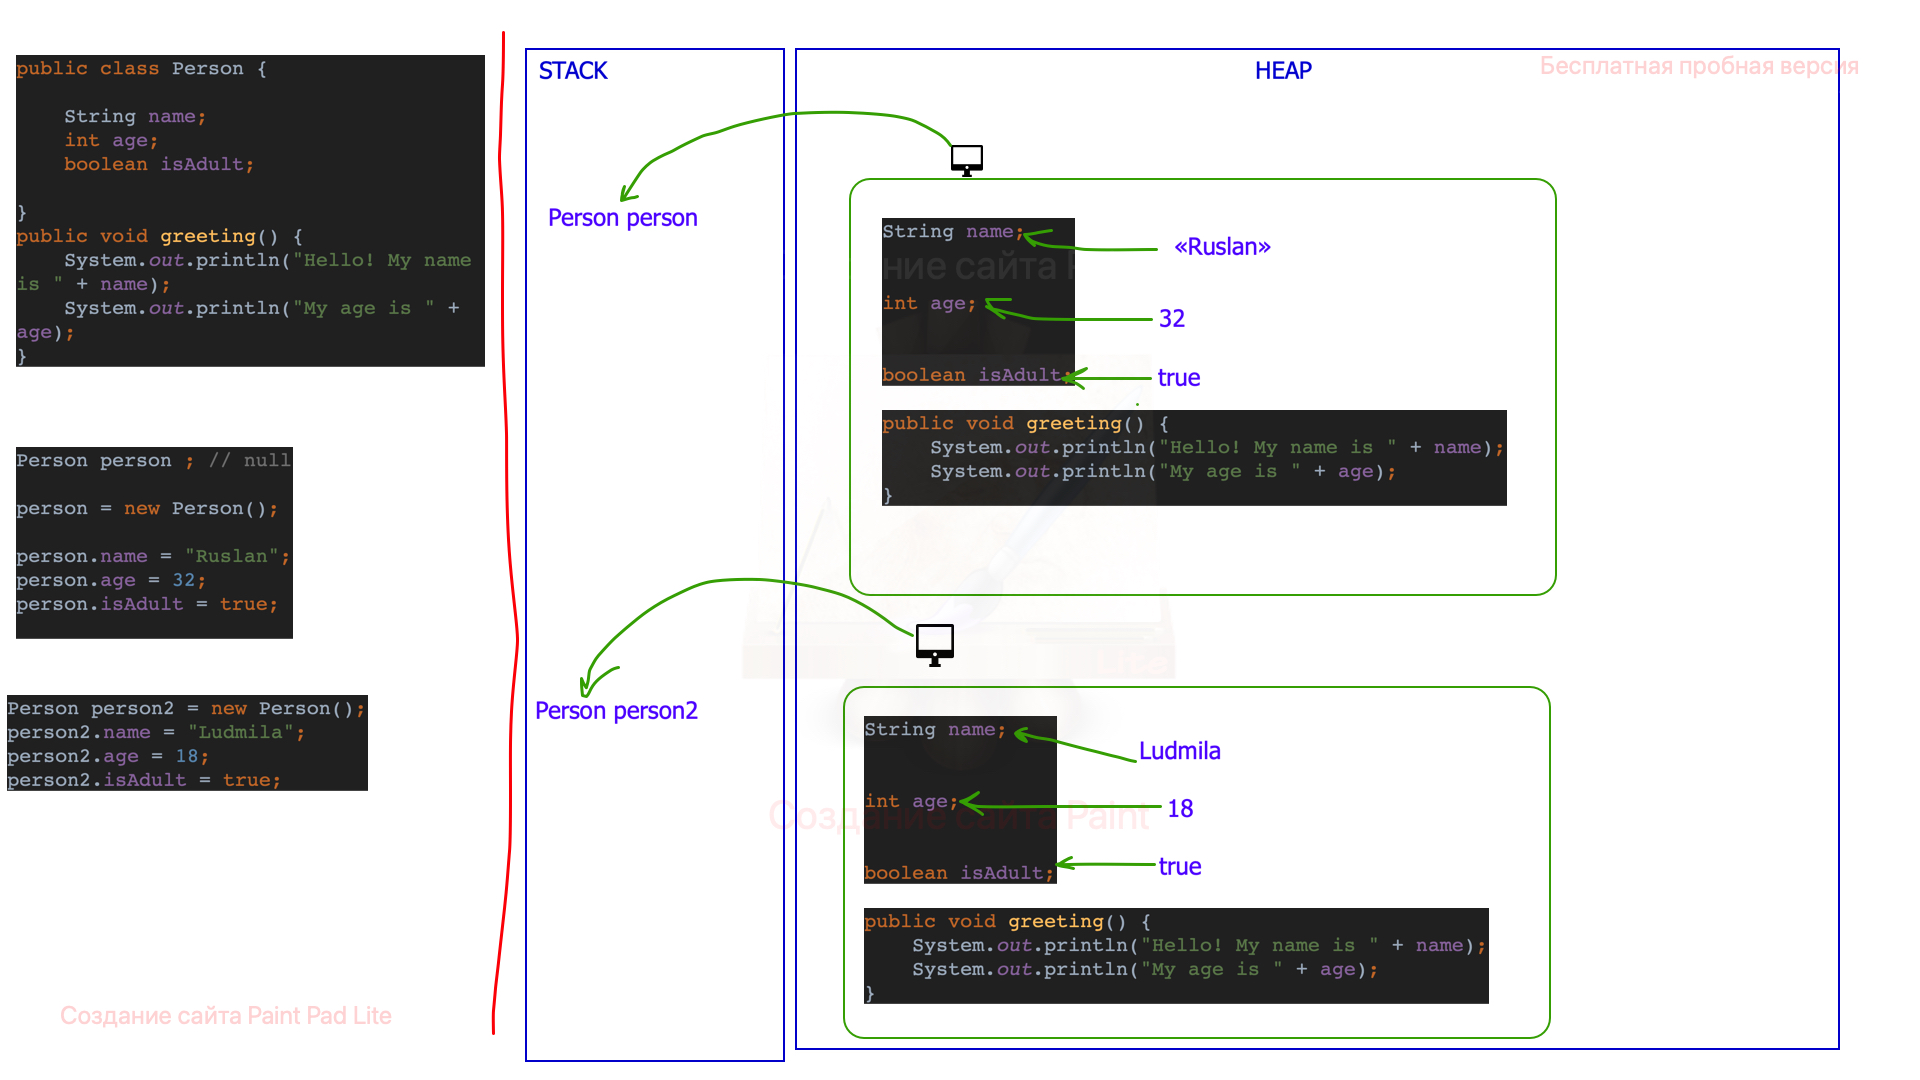 public class Person {
String name;
int age;
boolean isAdult;
}
public void greeting() {
System.out.println("Hello! My name
is " + name);
System.out.println("My age is " +
age);
}
Person person ; // null
person = new Person();
person.name = "Ruslan";
person.age = 32;
person.isAdult = true;
Person person2 = new Person();
person2.name = "Ludmila";
person2.age = 18;
person2.isAdult = true;
Создание сайта Paint Pad Lite
STACK
Person person
Person person2
HEAP
Бесплатная пробная версия
String name;
«Ruslan»
ние сайта
int age;
32
boolean isAdult;
true
public void greeting() {
System.out.println("Hello! My name is " + name);
System.out.println("My age is " + age);
}
Lite
String name;
Ludmila
int age;
18
Создание сайта Paint
boolean isAdult;
true
public void greeting() {
System.out.println("Hello! My name is " + name);
System.out.println("My age is " + age);
}